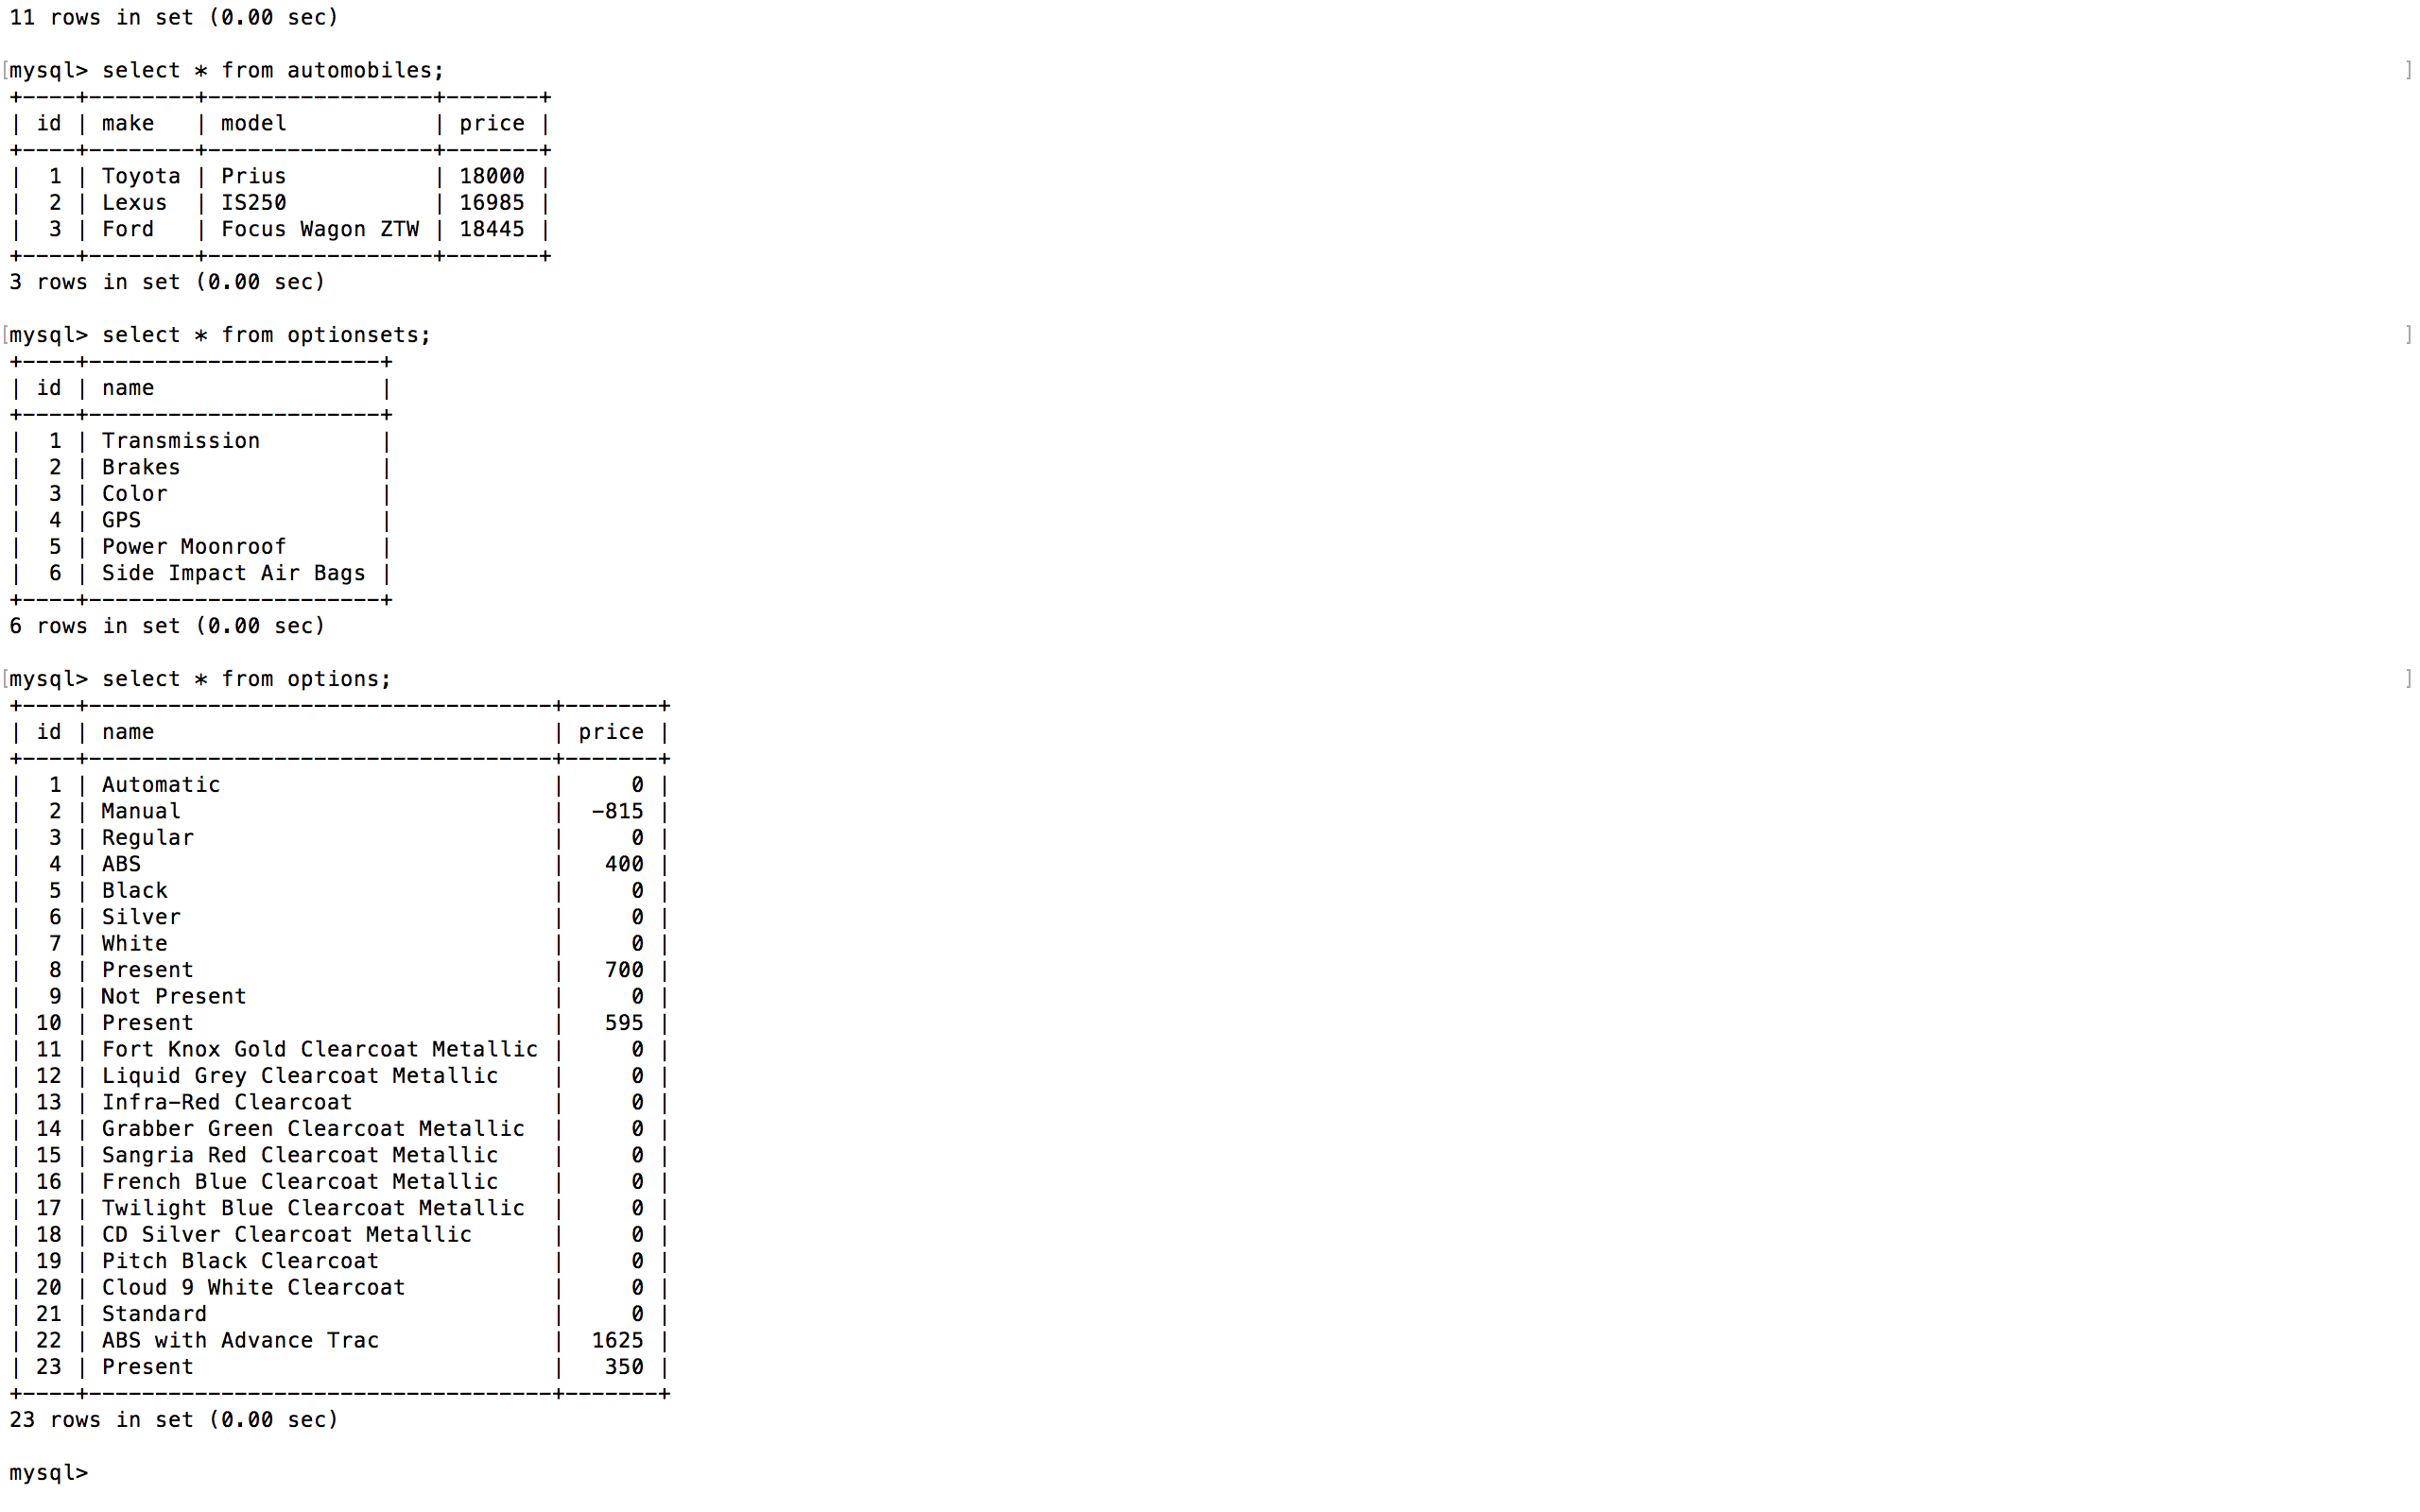 11 rows in set (0.00 sec)
[mysql> select * from automobiles; ]
+----+--------+-----------------+-------+
| id | make   | model           | price |
+----+--------+-----------------+-------+
|  1 | Toyota | Prius           | 18000 |
|  2 | Lexus  | IS250           | 16985 |
|  3 | Ford   | Focus Wagon ZTW | 18445 |
+----+--------+-----------------+-------+
3 rows in set (0.00 sec)
[mysql> select * from optionsets; ]
+----+----------------------+
| id | name                 |
+----+----------------------+
|  1 | Transmission         |
|  2 | Brakes               |
|  3 | Color                |
|  4 | GPS                  |
|  5 | Power Moonroof       |
|  6 | Side Impact Air Bags |
+----+----------------------+
6 rows in set (0.00 sec)
[mysql> select * from options; ]
+----+-----------------------------------+-------+
| id | name                              | price |
+----+-----------------------------------+-------+
|  1 | Automatic                         |     0 |
|  2 | Manual                            |  -815 |
|  3 | Regular                           |     0 |
|  4 | ABS                               |   400 |
|  5 | Black                             |     0 |
|  6 | Silver                            |     0 |
|  7 | White                             |     0 |
|  8 | Present                           |   700 |
|  9 | Not Present                       |     0 |
| 10 | Present                           |   595 |
| 11 | Fort Knox Gold Clearcoat Metallic |     0 |
| 12 | Liquid Grey Clearcoat Metallic    |     0 |
| 13 | Infra-Red Clearcoat               |     0 |
| 14 | Grabber Green Clearcoat Metallic  |     0 |
| 15 | Sangria Red Clearcoat Metallic    |     0 |
| 16 | French Blue Clearcoat Metallic    |     0 |
| 17 | Twilight Blue Clearcoat Metallic  |     0 |
| 18 | CD Silver Clearcoat Metallic      |     0 |
| 19 | Pitch Black Clearcoat             |     0 |
| 20 | Cloud 9 White Clearcoat           |     0 |
| 21 | Standard                          |     0 |
| 22 | ABS with Advance Trac             |  1625 |
| 23 | Present                           |   350 |
+----+-----------------------------------+-------+
23 rows in set (0.00 sec)
mysql>